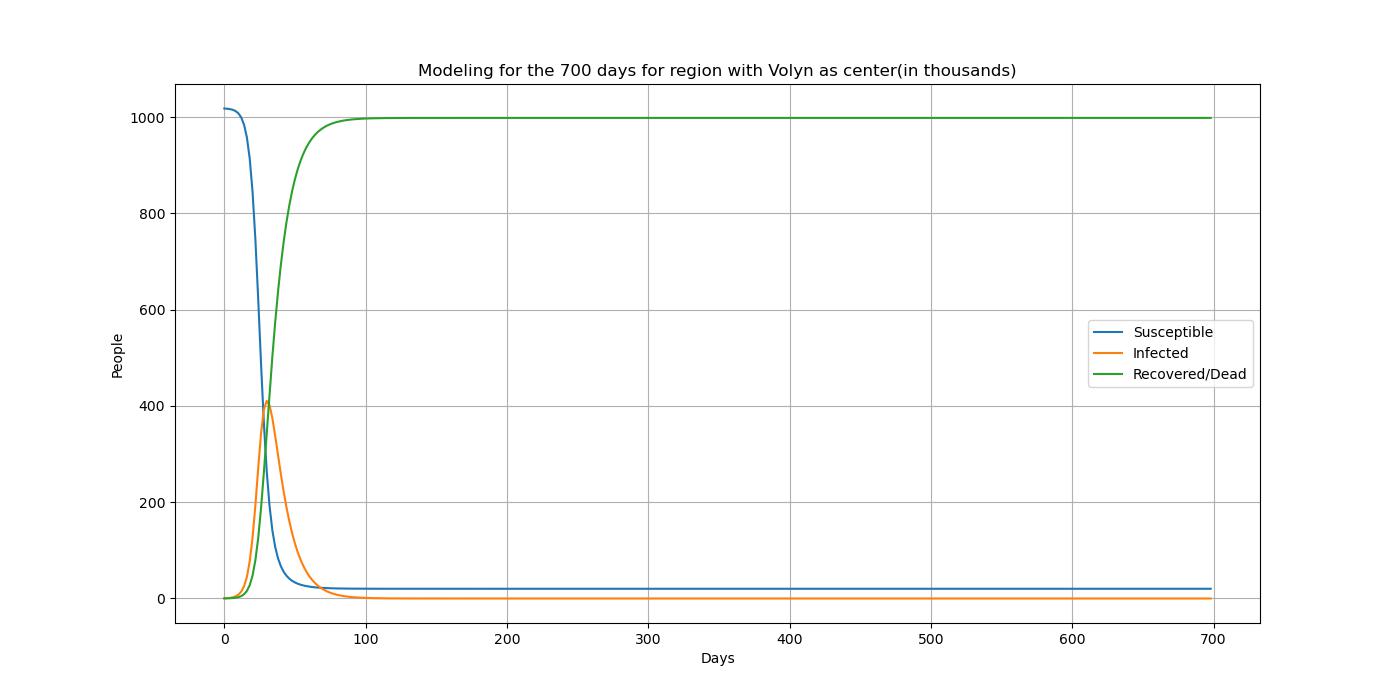 Modeling for the 700 days for region with Volyn as center(in thousands)
People
1000
800
600
400
200
0
Susceptible
Infected
Recovered/Dead
0 100 200 300 400 500 600 700
Days